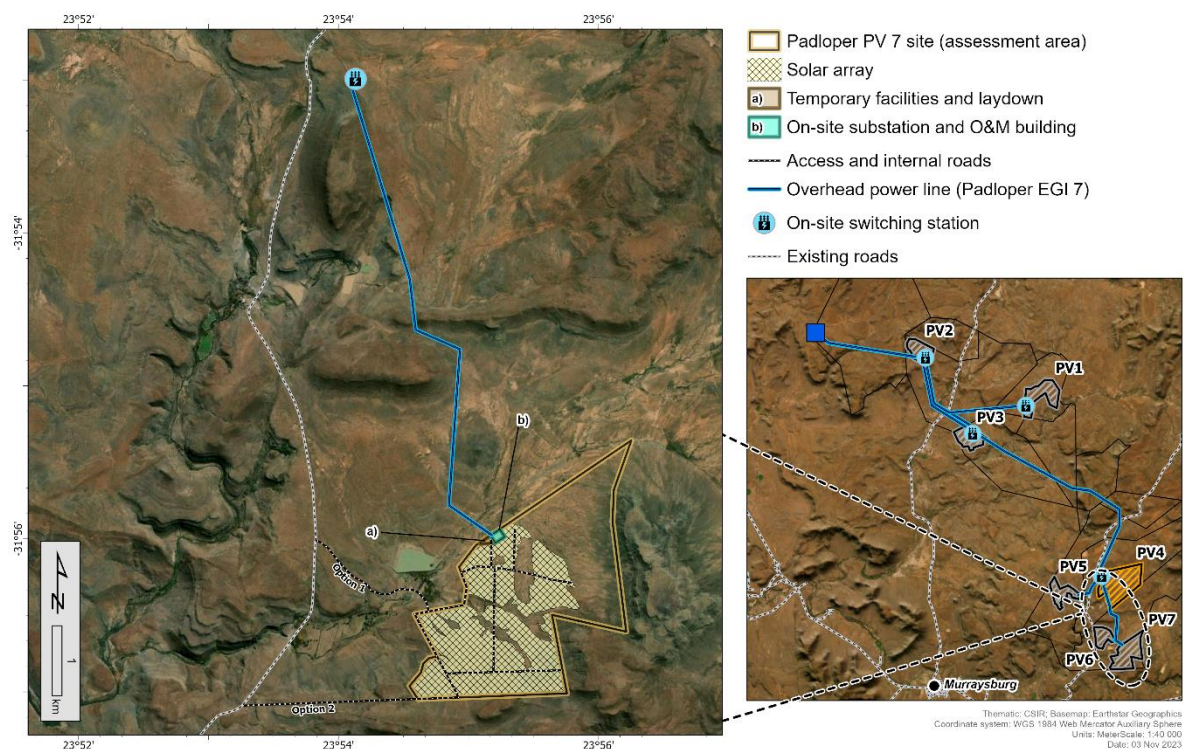 23°52'
23°54'
23°56'
-31°54'
-31°56'
a)
b)
Option 1
Option 2
N
1
km
23°52'
23°54'
23°56'
Padloper PV 7 site (assessment area)
Solar array
a) Temporary facilities and laydown
b) On-site substation and O&M building
Access and internal roads
Overhead power line (Padloper EGI 7)
On-site switching station
Existing roads
PV2
PV1
PV3
PV5
PV4
PV7
PV6
Murraysburg
Thematic: CSIR; Basemap: Earthstar Geographics
Coordinate system: WGS 1984 Web Mercator Auxiliary Sphere
Units: MeterScale: 1:40 000
Date: 03 Nov 2023